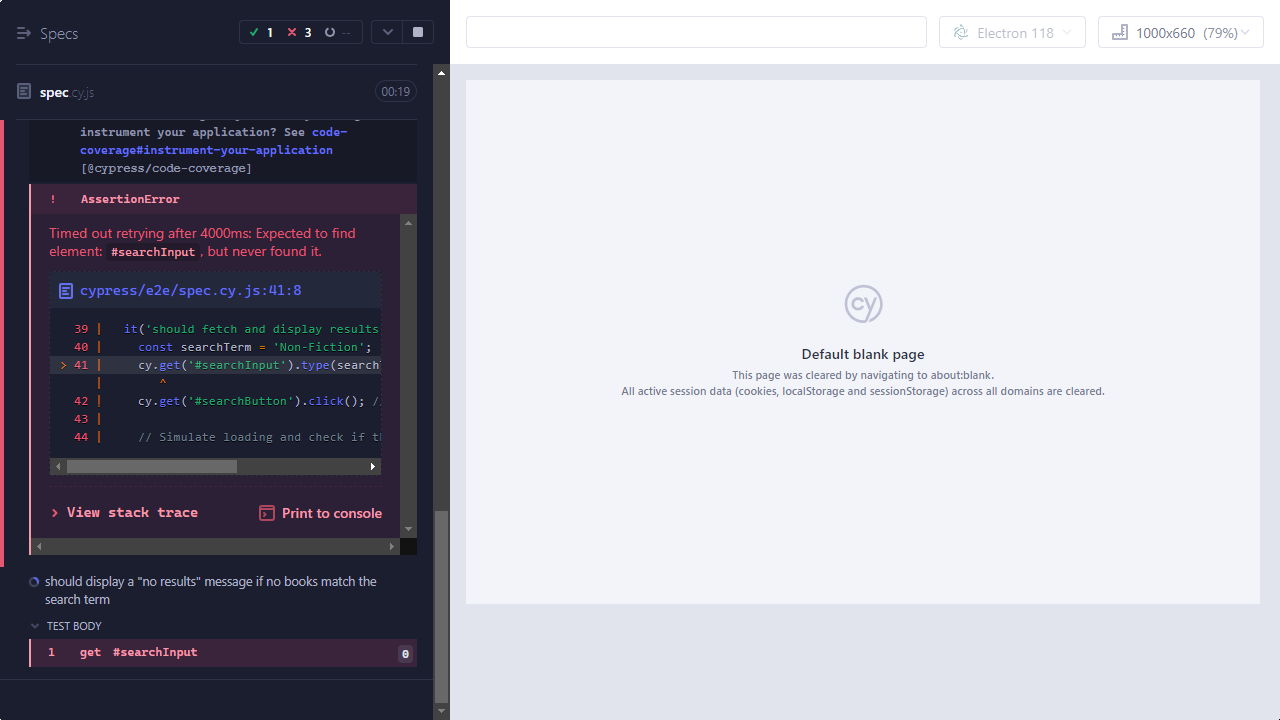 Specs
1 3 --
Electron 118
1000x660 (79%)
spec.cy.js
00:19
instrument your application? See code-
coverage#instrument-your-application
[@cypress/code-coverage]
! AssertionError
Timed out retrying after 4000ms: Expected to find
element: #searchInput, but never found it.
cypress/e2e/spec.cy.js:41:8
39 | it('should fetch and display results
40 | const searchTerm = 'Non-Fiction';
> 41 | cy.get('#searchInput').type(search
| ^
42 | cy.get('#searchButton').click(); /
43 |
44 | // Simulate loading and check if t
View stack trace
Print to console
should display a "no results" message if no books match the
search term
TEST BODY
1 get #searchInput 0
cy
Default blank page
This page was cleared by navigating to about:blank.
All active session data (cookies, localStorage and sessionStorage) across all domains are cleared.